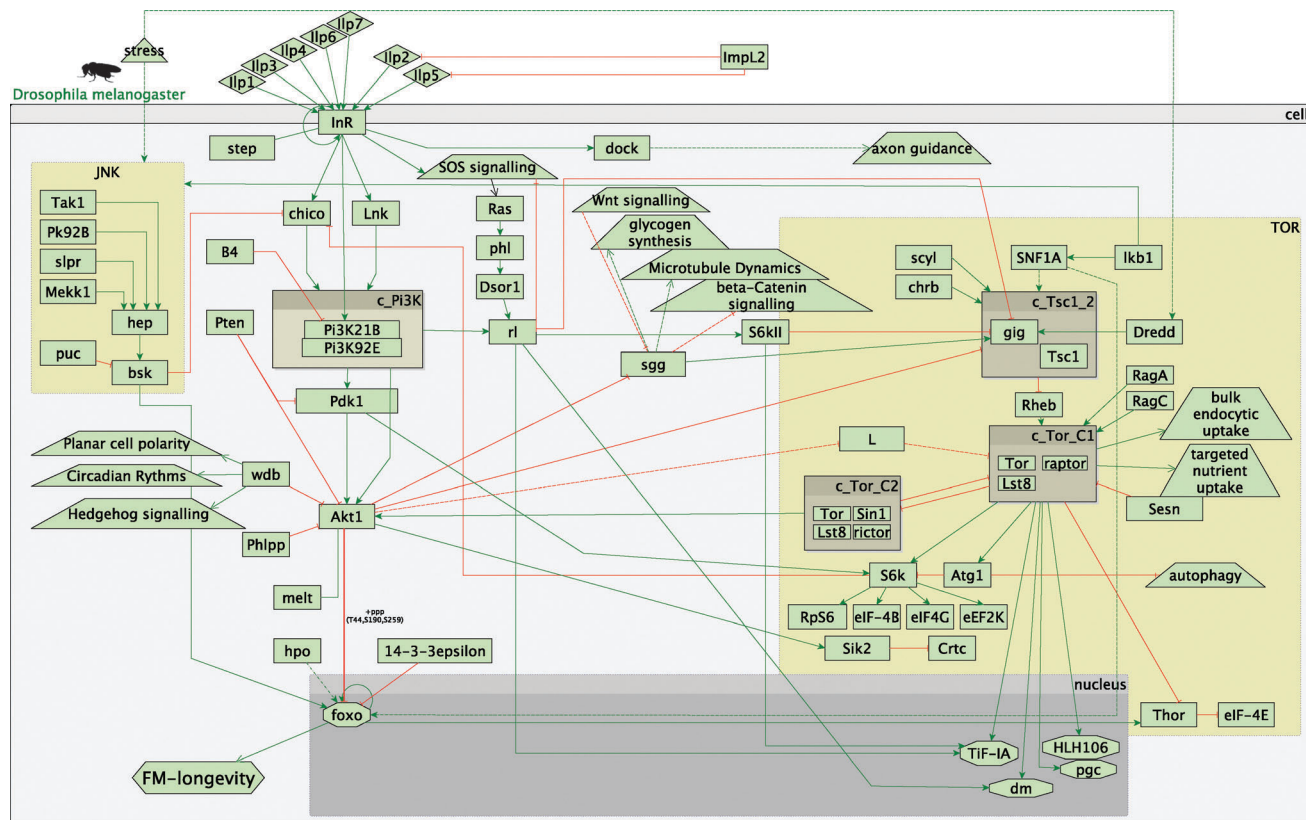 Ilp7
Ilp6
Ilp4
Ilp3
Ilp1
Ilp2
Ilp5
ImpL2
stress
Drosophila melanogaster
cell
InR
step
dock
axon guidance
JNK
SOS signalling
Tak1
Pk92B
slpr
Mekk1
hep
puc
bsk
chico
Lnk
Ras
phl
Dsor1
rl
B4
Pten
c_Pi3K
Pi3K21B
Pi3K92E
Pdk1
Wnt signalling
glycogen
synthesis
Microtubule Dynamics
beta-Catenin
signalling
S6kII
sgg
TOR
scyl
chrb
SNF1A
lkb1
c_Tsc1_2
gig
Tsc1
Dredd
Rheb
RagA
RagC
bulk
endocytic
uptake
targeted
nutrient
uptake
L
c_Tor_C1
Tor
raptor
Lst8
c_Tor_C2
Tor
Sin1
Lst8
rictor
Sesn
Planar cell polarity
Circadian Rythms
Hedgehog signalling
wdb
Phlpp
Akt1
melt
+ppp
(T44,S190,S259)
S6k
Atg1
autophagy
RpS6
eIF-4B
eIF4G
eEF2K
Sik2
Crtc
hpo
14-3-3epsilon
nucleus
foxo
Thor
eIF-4E
FM-longevity
TiF-IA
HLH106
pgc
dm